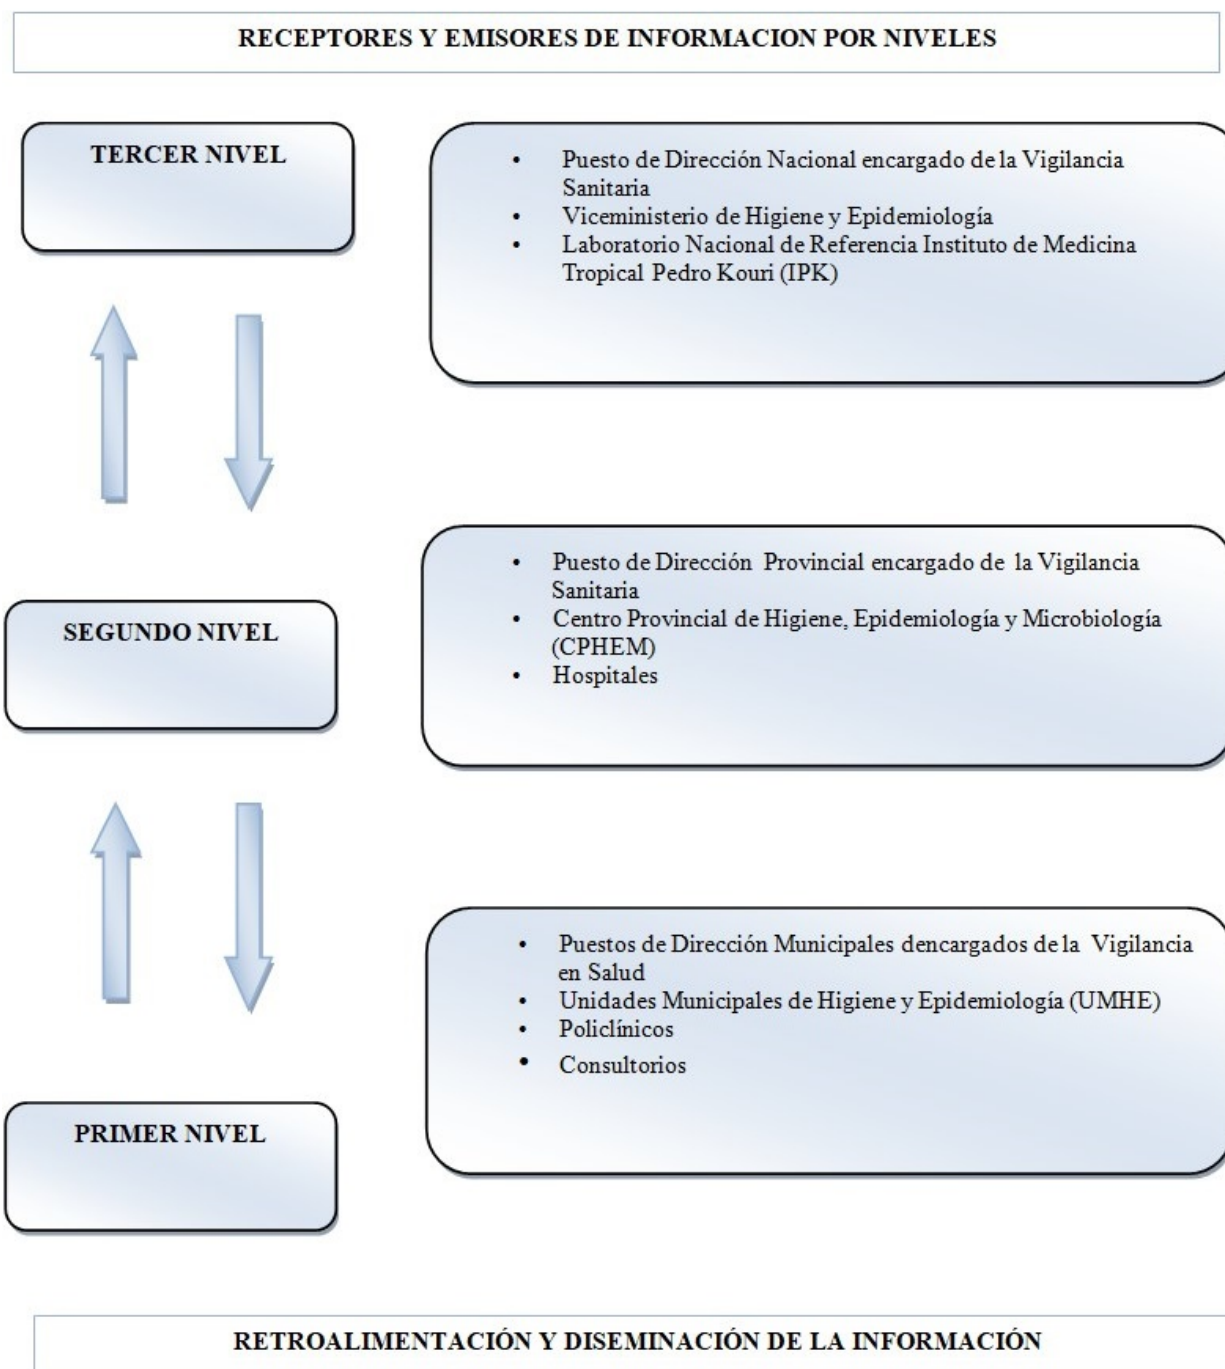 RECEPTORES Y EMISORES DE INFORMACION POR NIVELES
TERCER NIVEL
• Puesto de Dirección Nacional encargado de la Vigilancia
Sanitaria
• Viceministerio de Higiene y Epidemiología
• Laboratorio Nacional de Referencia Instituto de Medicina
Tropical Pedro Kouri (IPK)
SEGUNDO NIVEL
• Puesto de Dirección Provincial encargado de la Vigilancia
Sanitaria
• Centro Provincial de Higiene, Epidemiología y Microbiología
(CPHEM)
• Hospitales
PRIMER NIVEL
• Puestos de Dirección Municipales dencargados de la Vigilancia
en Salud
• Unidades Municipales de Higiene y Epidemiología (UMHE)
• Policlínicos
• Consultorios
RETROALIMENTACIÓN Y DISEMINACIÓN DE LA INFORMACIÓN